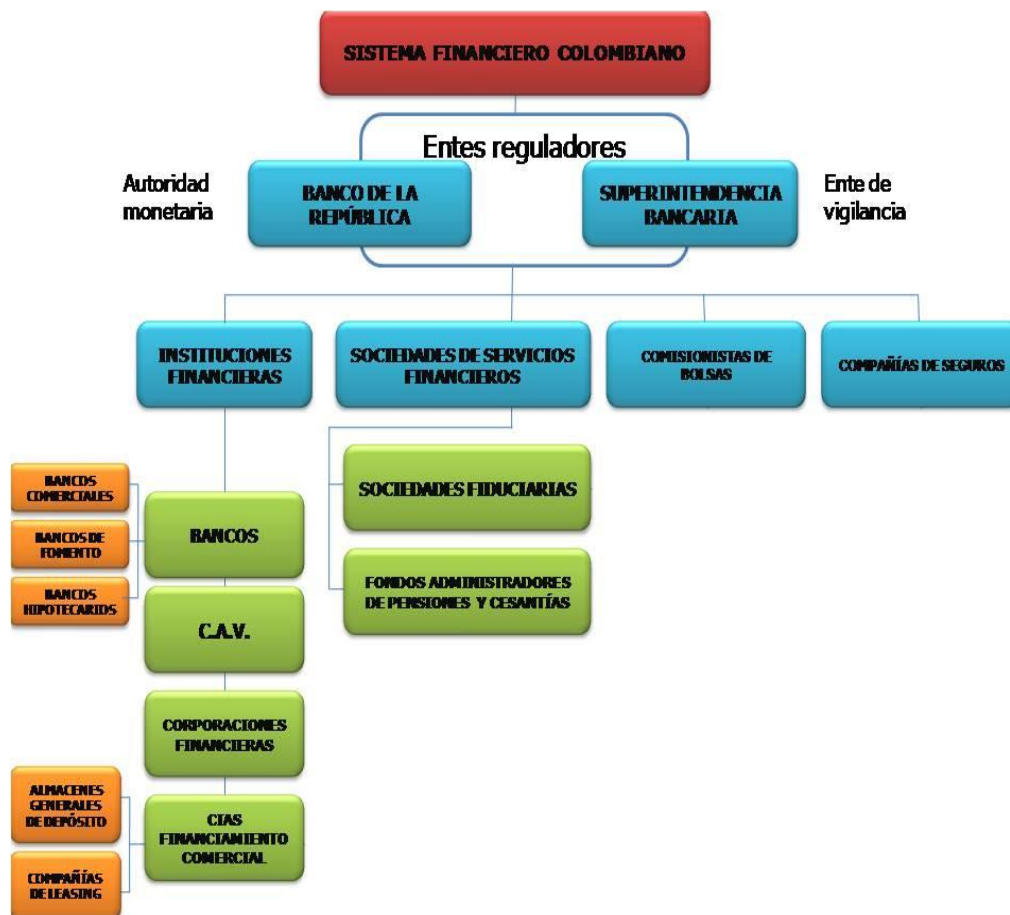 SISTEMA FINANCIERO COLOMBIANO
Entes reguladores
Autoridad
monetaria
BANCO DE LA
REPÚBLICA
SUPERINTENDENCIA
BANCARIA
Ente de
vigilancia
INSTITUCIONES
FINANCIERAS
SOCIEDADES DE SERVICIOS
FINANCIEROS
COMISIONISTAS DE
BOLSAS
COMPAÑÍAS DE SEGUROS
BANCOS
COMERCIALES
BANCOS DE
FOMENTO
BANCOS
HIPOTECARIOS
BANCOS
C.A.V.
CORPORACIONES
FINANCIERAS
CIAS
FINANCIAMIENTO
COMERCIAL
ALMACENES
GENERALES
DE DEPÓSITO
COMPAÑÍAS
DE LEASING
SOCIEDADES FIDUCIARIAS
FONDOS ADMINISTRADORES
DE PENSIONES Y CESANTÍAS